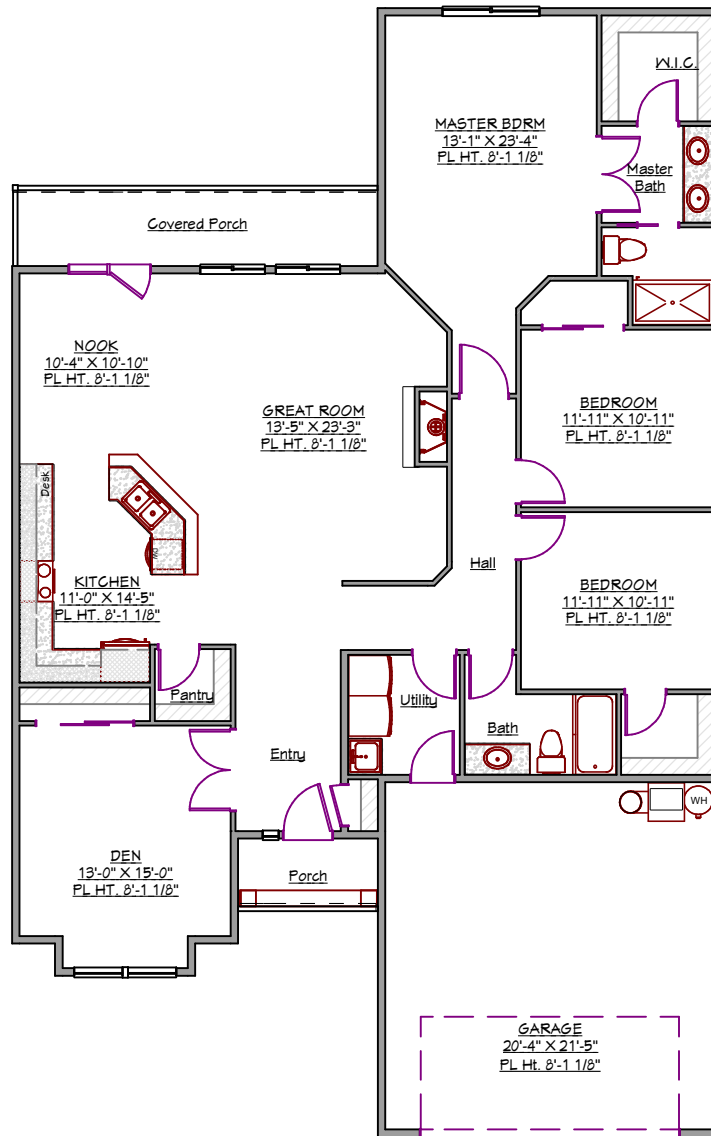 W.I.C.
MASTER BDRM
13'-1" X 23'-4"
PL HT. 8'-1 1/8"
Master
Bath
Covered Porch
NOOK
10'-4" X 10'-10"
PL HT. 8'-1 1/8"
GREAT ROOM
13'-5" X 23'-3"
PL HT. 8'-1 1/8"
BEDROOM
11'-11" X 10'-11"
PL HT. 8'-1 1/8"
Desk
DW
Hall
KITCHEN
11'-0" X 14'-5"
PL HT. 8'-1 1/8"
BEDROOM
11'-11" X 10'-11"
PL HT. 8'-1 1/8"
Pantry
Utility
Bath
Entry
WH
DEN
13'-0" X 15'-0"
PL HT. 8'-1 1/8"
Porch
GARAGE
20'-4" X 21'-5"
PL Ht. 8'-1 1/8"